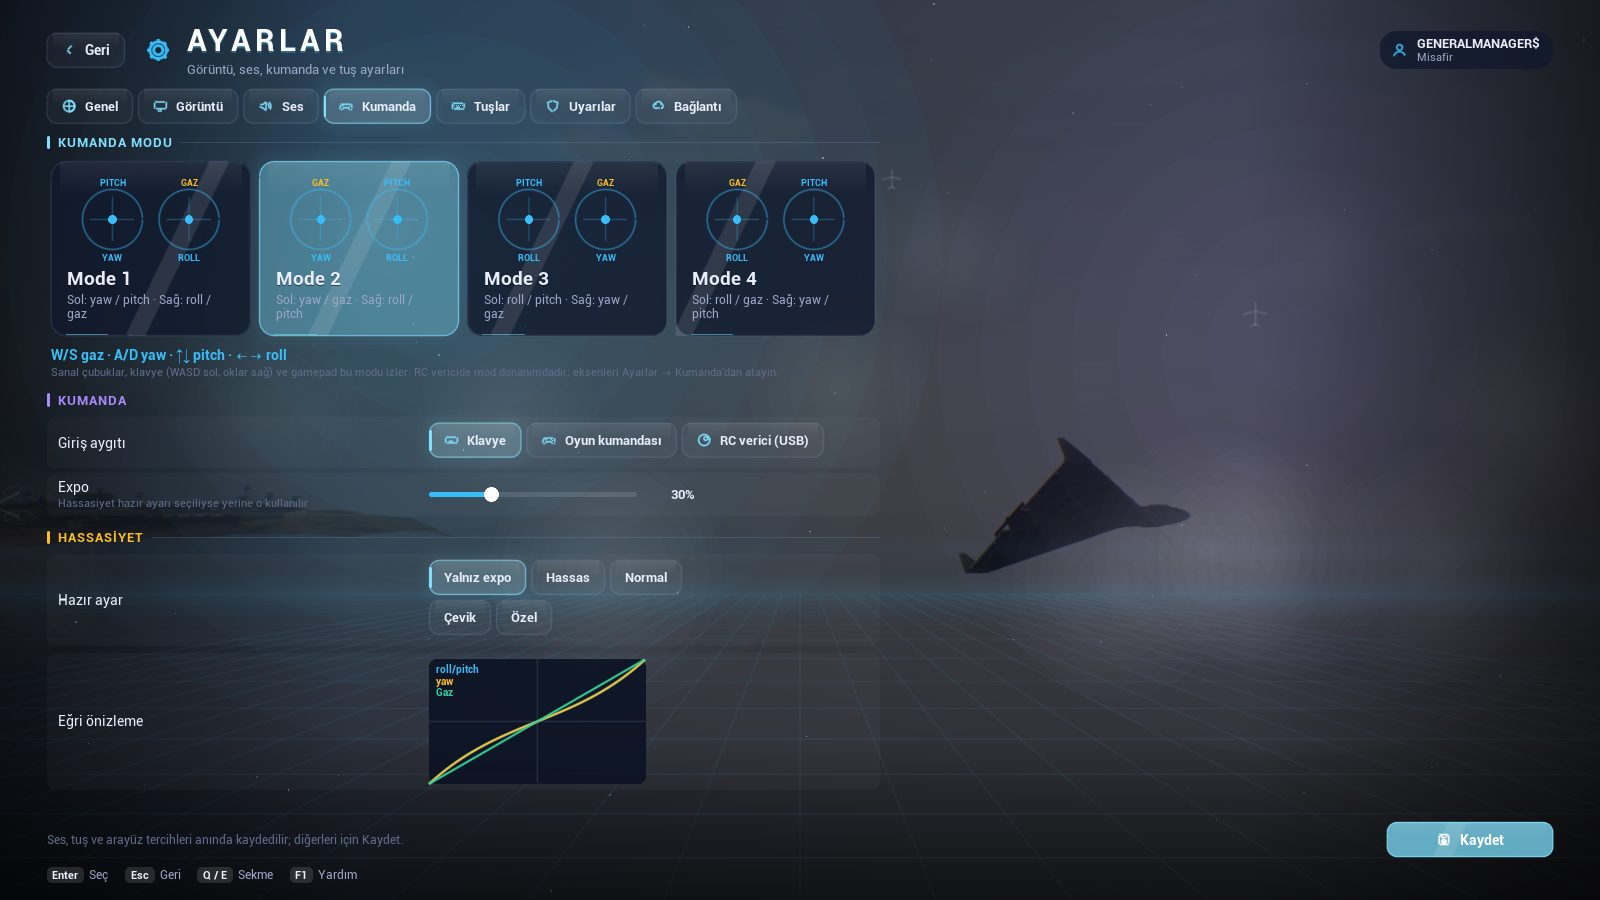 Geri
AYARLAR
Görüntü, ses, kumanda ve tuş ayarları
GENERALMANAGER$
Misafir
Genel
Görüntü
Ses
Kumanda
Tuşlar
Uyarılar
Bağlantı
KUMANDA MODU
PITCH GAZ
YAW ROLL
Mode 1
Sol: yaw / pitch · Sağ: roll /
gaz
GAZ PITCH
YAW ROLL
Mode 2
Sol: yaw / gaz · Sağ: roll /
pitch
PITCH GAZ
ROLL YAW
Mode 3
Sol: roll / pitch · Sağ: yaw /
gaz
GAZ PITCH
ROLL YAW
Mode 4
Sol: roll / gaz · Sağ: yaw /
pitch
W/S gaz · A/D yaw · ↑↓ pitch · ←→ roll
Sanal çubuklar, klavye (WASD sol, oklar sağ) ve gamepad bu modu izler. RC vericide mod donanımdadır; eksenleri Ayarlar → Kumanda'dan atayın.
KUMANDA
Giriş aygıtı
Klavye
Oyun kumandası
RC verici (USB)
Expo
Hassasiyet hazır ayarı seçiliyse yerine o kullanılır
30%
HASSASİYET
Hazır ayar
Yalnız expo
Hassas
Normal
Çevik
Özel
Eğri önizleme
roll/pitch
yaw
Gaz
Ses, tuş ve arayüz tercihleri anında kaydedilir; diğerleri için Kaydet.
Kaydet
Enter Seç Esc Geri Q / E Sekme F1 Yardım